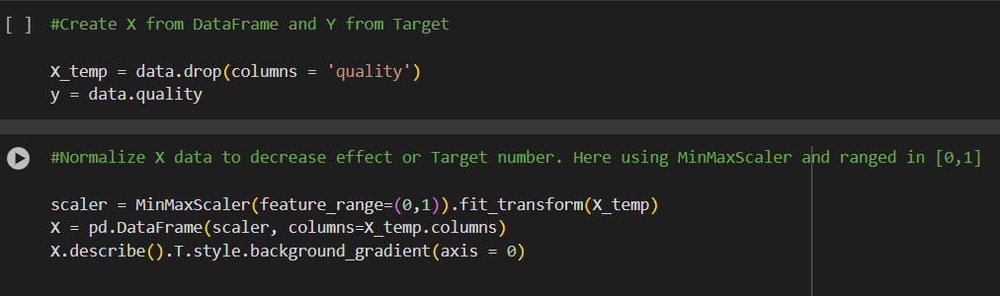 [ ] #Create X from DataFrame and Y from Target
X_temp = data.drop(columns = 'quality')
y = data.quality
#Normalize X data to decrease effect or Target number. Here using MinMaxScaler and ranged in [0,1]
scaler = MinMaxScaler(feature_range=(0,1)).fit_transform(X_temp)
X = pd.DataFrame(scaler, columns=X_temp.columns)
X.describe().T.style.background_gradient(axis = 0)